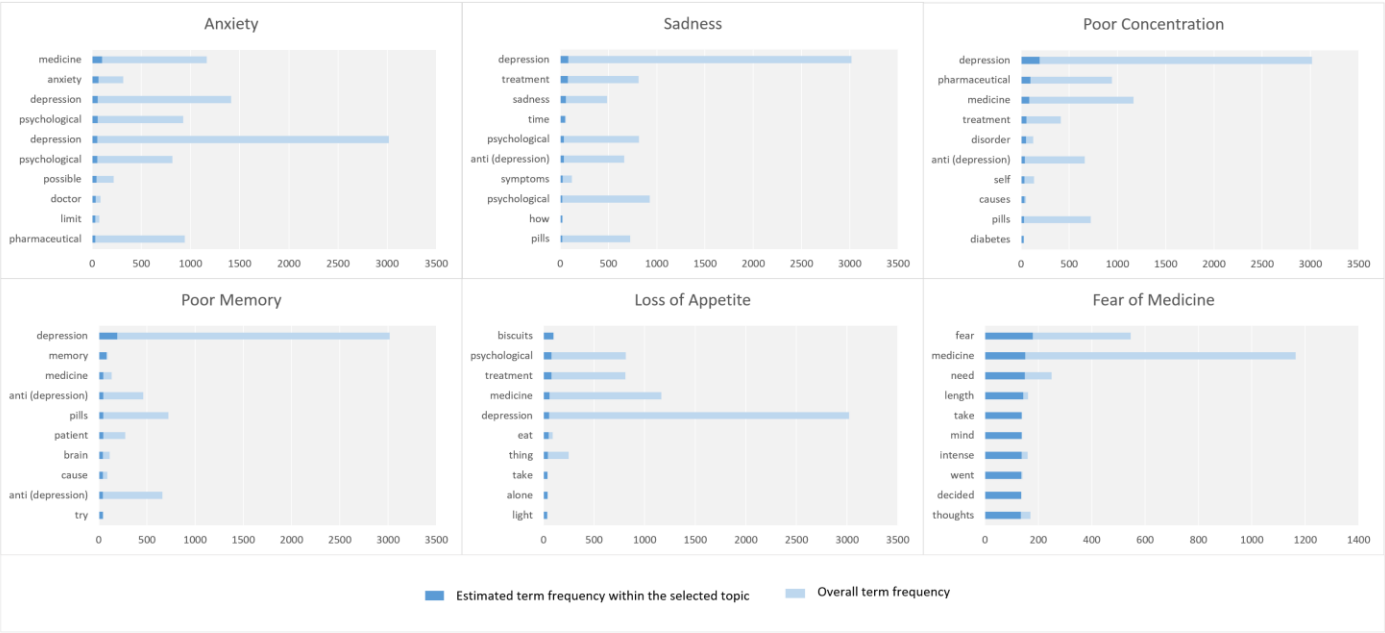 Anxiety
medicine
anxiety
depression
psychological
depression
psychological
possible
doctor
limit
pharmaceutical
0 500 1000 1500 2000 2500 3000 3500
Sadness
depression
treatment
sadness
time
psychological
anti (depression)
symptoms
psychological
how
pills
0 500 1000 1500 2000 2500 3000 3500
Poor Concentration
depression
pharmaceutical
medicine
treatment
disorder
anti (depression)
self
causes
pills
diabetes
0 500 1000 1500 2000 2500 3000 3500
Poor Memory
depression
memory
medicine
anti (depression)
pills
patient
brain
cause
anti (depression)
try
0 500 1000 1500 2000 2500 3000 3500
Loss of Appetite
biscuits
psychological
treatment
medicine
depression
eat
thing
take
alone
light
0 500 1000 1500 2000 2500 3000 3500
Fear of Medicine
fear
medicine
need
length
take
mind
intense
went
decided
thoughts
0 200 400 600 800 1000 1200 1400
Estimated term frequency within the selected topic
Overall term frequency